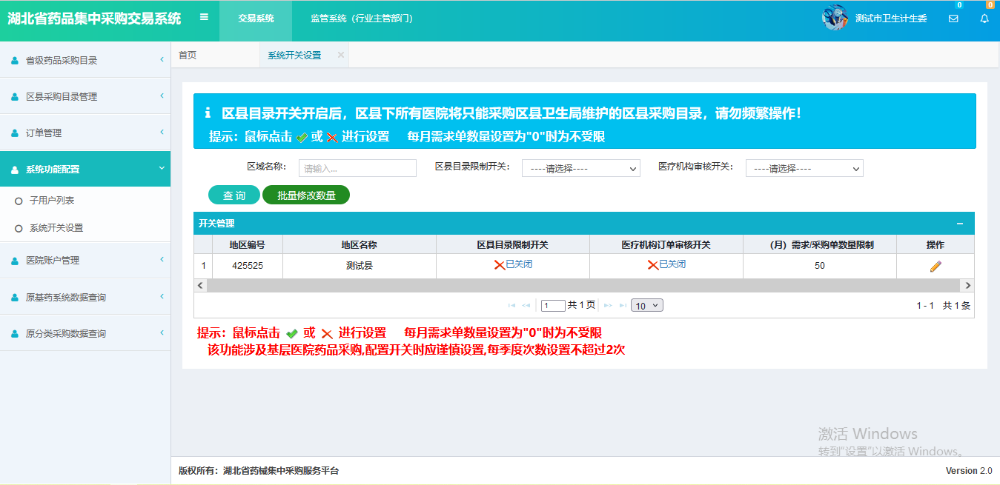 湖北省药品集中采购交易系统
交易系统
监管系统（行业主管部门）
测试市卫生计生委
0
0
省级药品采购目录
区县采购目录管理
订单管理
系统功能配置
子用户列表
系统开关设置
医院账户管理
原基药系统数据查询
原分类采购数据查询
首页
系统开关设置
区县目录开关开启后，区县下所有医院将只能采购区县卫生局维护的区县采购目录，请勿频繁操作！
提示：鼠标点击 或 进行设置 每月需求单数量设置为"0"时为不受限
区域名称： 请输入... 区县目录限制开关： ----请选择---- 医疗机构审核开关： ----请选择----
查 询 批量修改数量
开关管理
地区编号 地区名称 区县目录限制开关 医疗机构订单审核开关 （月）需求/采购单数量限制 操作
1 425525 测试县 已关闭 已关闭 50
1 共 1 页 10 1 - 1 共 1 条
提示：鼠标点击 或 进行设置 每月需求单数量设置为"0"时为不受限
该功能涉及基层医院药品采购,配置开关时应谨慎设置,每季度次数设置不超过2次
激活 Windows
转到"设置"以激活 Windows。
版权所有：湖北省药械集中采购服务平台
Version 2.0